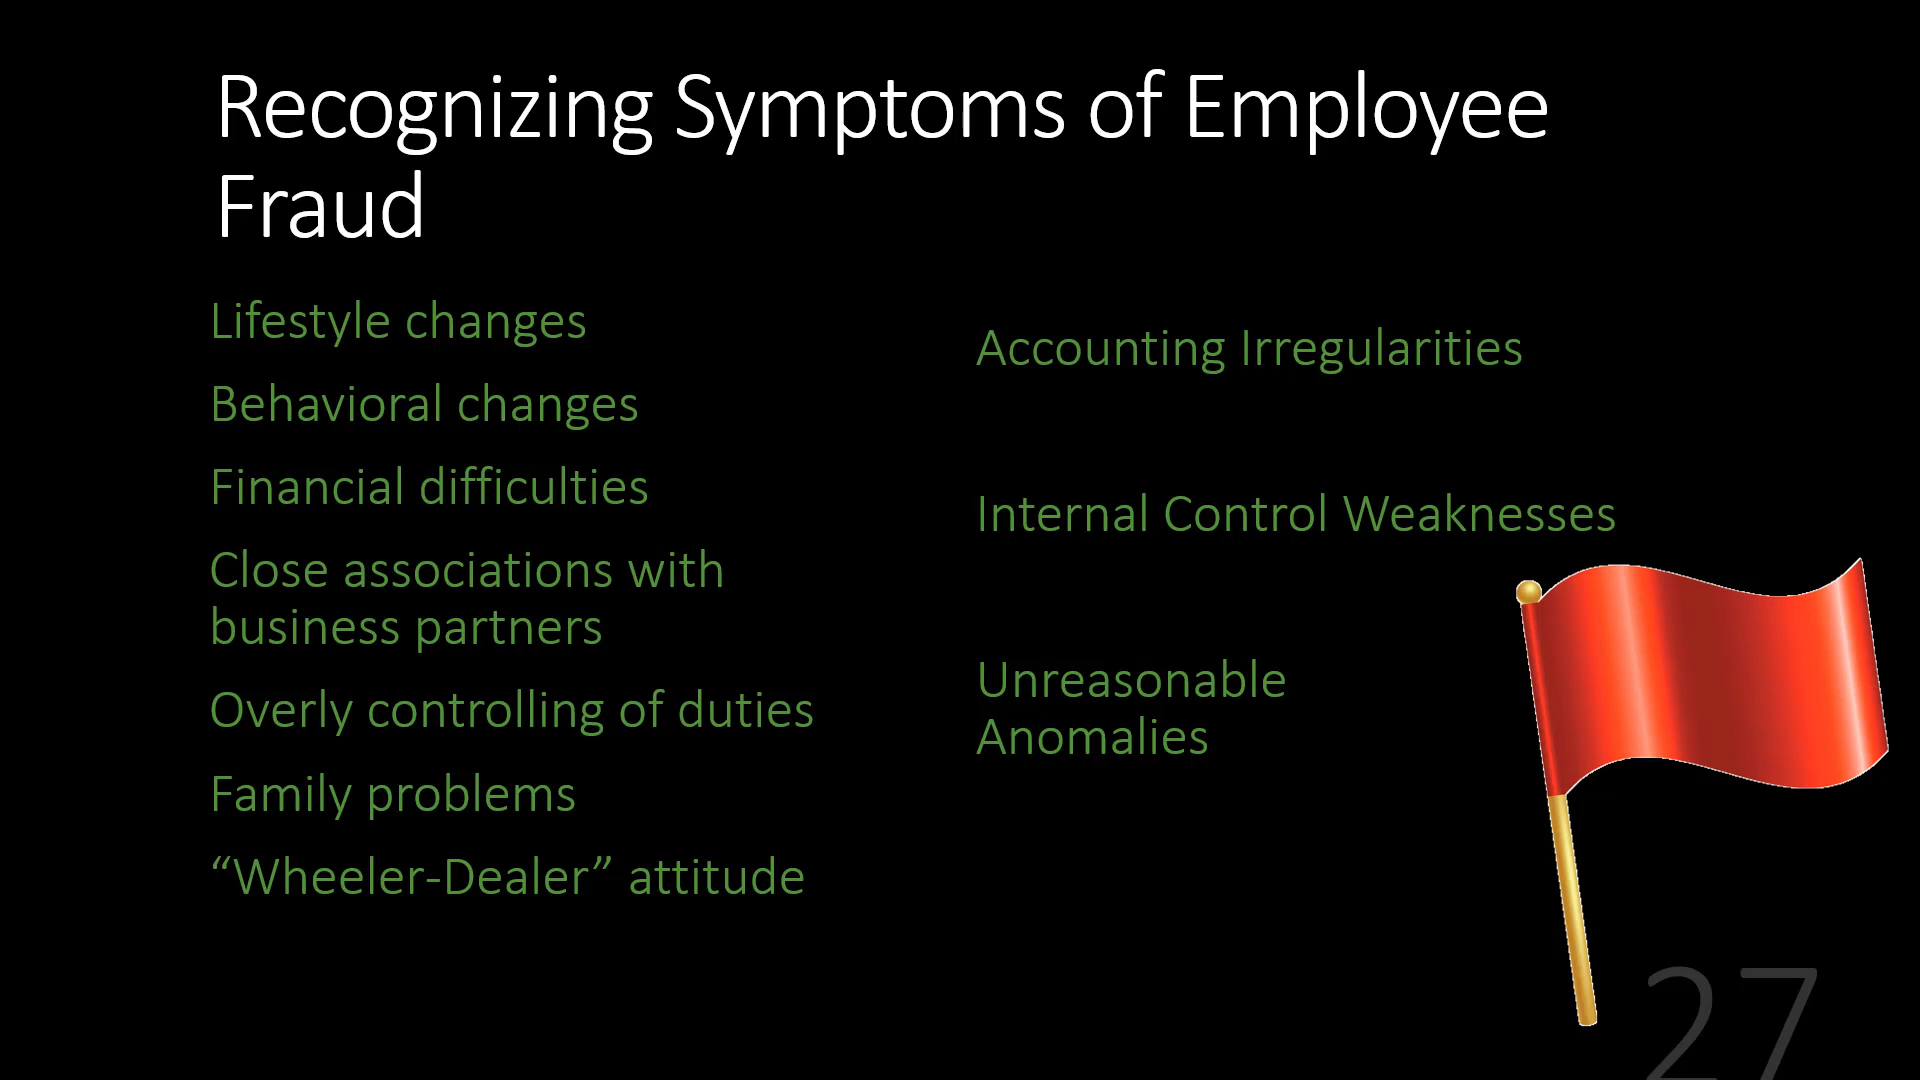 Recognizing Symptoms of Employee
Fraud
Lifestyle changes
Behavioral changes
Financial difficulties
Close associations with
business partners
Overly controlling of duties
Family problems
“Wheeler-Dealer” attitude
Accounting Irregularities
Internal Control Weaknesses
Unreasonable
Anomalies
27